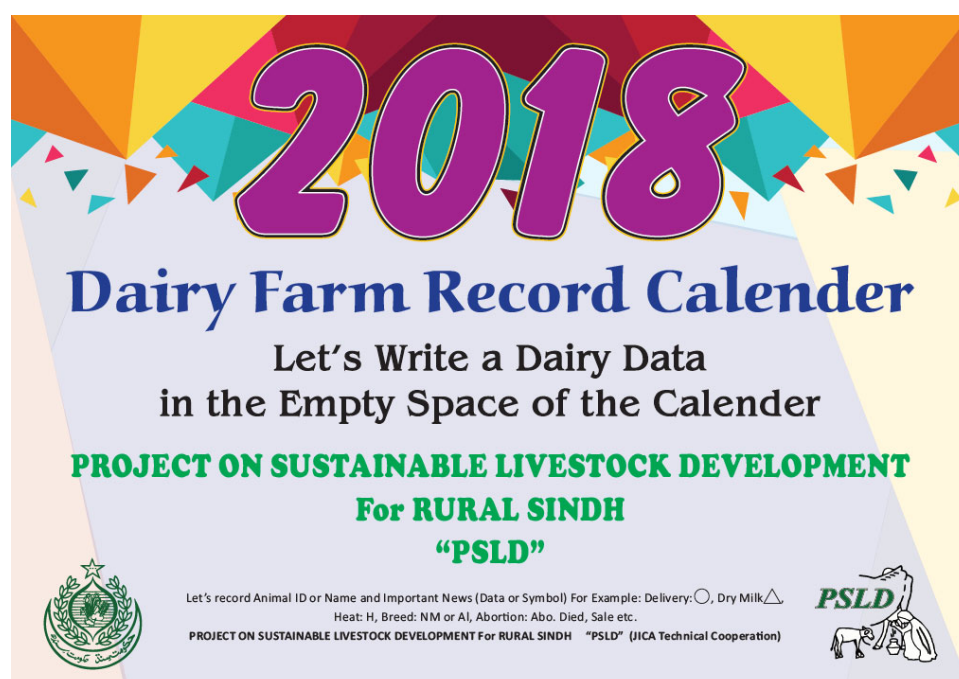 2018
Dairy Farm Record Calender
Let's Write a Dairy Data
in the Empty Space of the Calender
PROJECT ON SUSTAINABLE LIVESTOCK DEVELOPMENT
For RURAL SINDH
“PSLD”
Let's record Animal ID or Name and Important News (Data or Symbol) For Example: Delivery:◯, Dry Milk△,
Heat: H, Breed: NM or Al, Abortion: Abo. Died, Sale etc.
PROJECT ON SUSTAINABLE LIVESTOCK DEVELOPMENT For RURAL SINDH “PSLD” (JICA Technical Cooperation)
PSLD